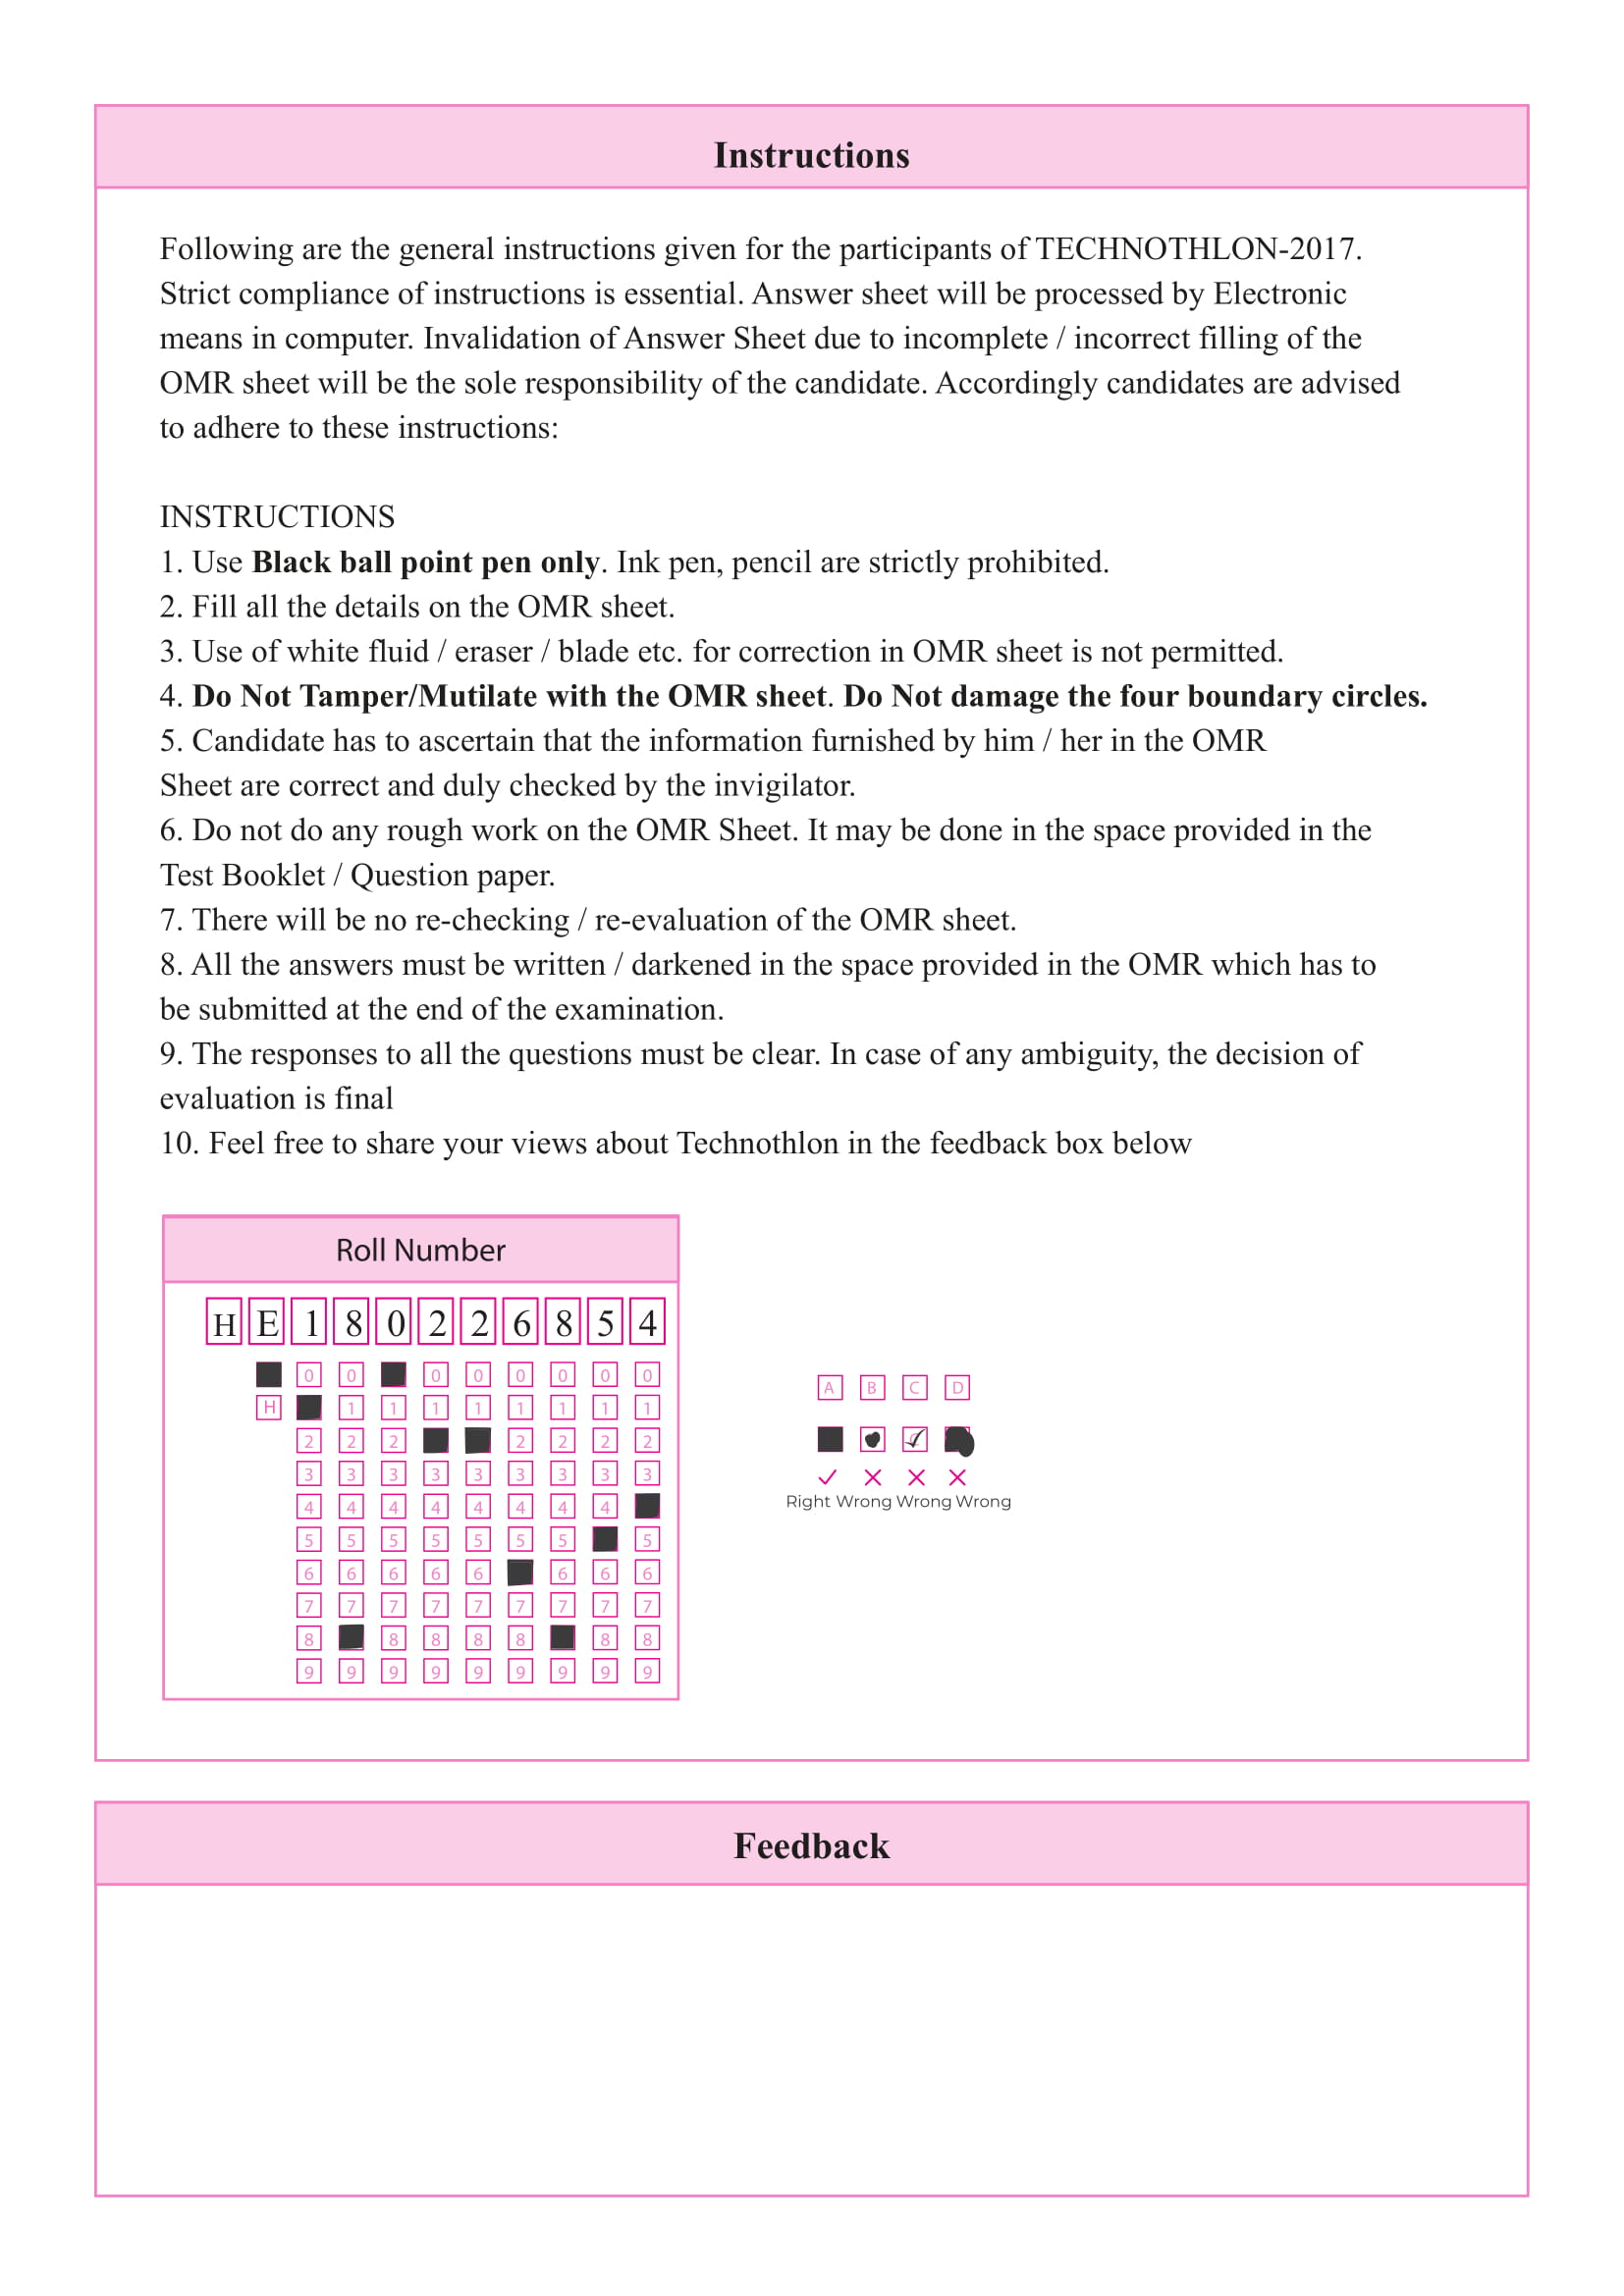 Instructions
Following are the general instructions given for the participants of TECHNOTHLON-2017.
Strict compliance of instructions is essential. Answer sheet will be processed by Electronic
means in computer. Invalidation of Answer Sheet due to incomplete / incorrect filling of the
OMR sheet will be the sole responsibility of the candidate. Accordingly candidates are advised
to adhere to these instructions:
INSTRUCTIONS
1. Use Black ball point pen only. Ink pen, pencil are strictly prohibited.
2. Fill all the details on the OMR sheet.
3. Use of white fluid / eraser / blade etc. for correction in OMR sheet is not permitted.
4. Do Not Tamper/Mutilate with the OMR sheet. Do Not damage the four boundary circles.
5. Candidate has to ascertain that the information furnished by him / her in the OMR
Sheet are correct and duly checked by the invigilator.
6. Do not do any rough work on the OMR Sheet. It may be done in the space provided in the
Test Booklet / Question paper.
7. There will be no re-checking / re-evaluation of the OMR sheet.
8. All the answers must be written / darkened in the space provided in the OMR which has to
be submitted at the end of the examination.
9. The responses to all the questions must be clear. In case of any ambiguity, the decision of
evaluation is final
10. Feel free to share your views about Technothlon in the feedback box below
Roll Number
H E 1 8 0 2 2 6 8 5 4
0 0 0 0 0 0 0 0
H 1 1 1 1 1 1 1 1
2 2 2 2 2 2 2
3 3 3 3 3 3 3 3 3
4 4 4 4 4 4 4 4
5 5 5 5 5 5 5 5
6 6 6 6 6 6 6 6
7 7 7 7 7 7 7 7 7
8 8 8 8 8 8 8
9 9 9 9 9 9 9 9 9
A B C D
C
Right Wrong Wrong Wrong
Feedback